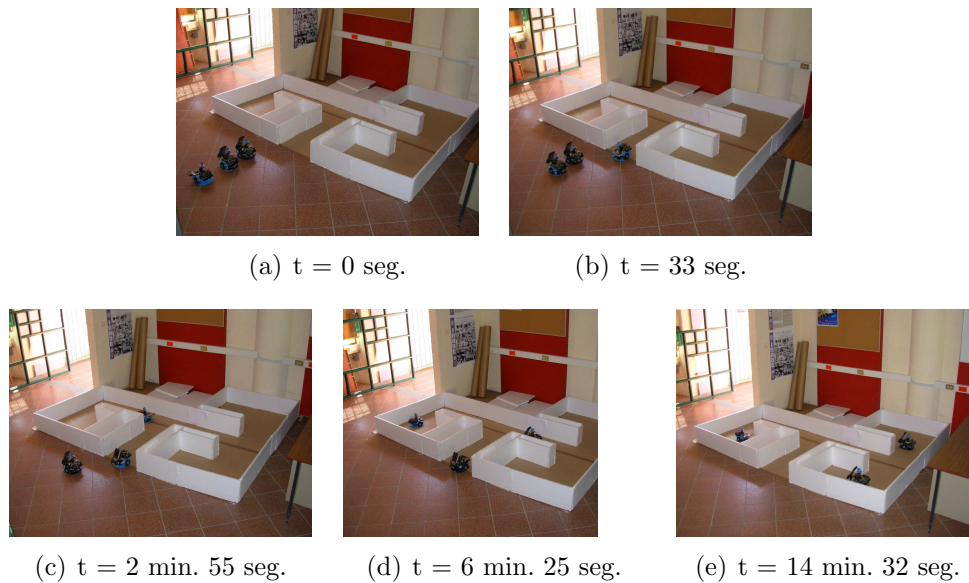 (a) t = 0 seg.
(b) t = 33 seg.
(c) t = 2 min. 55 seg.
(d) t = 6 min. 25 seg.
(e) t = 14 min. 32 seg.